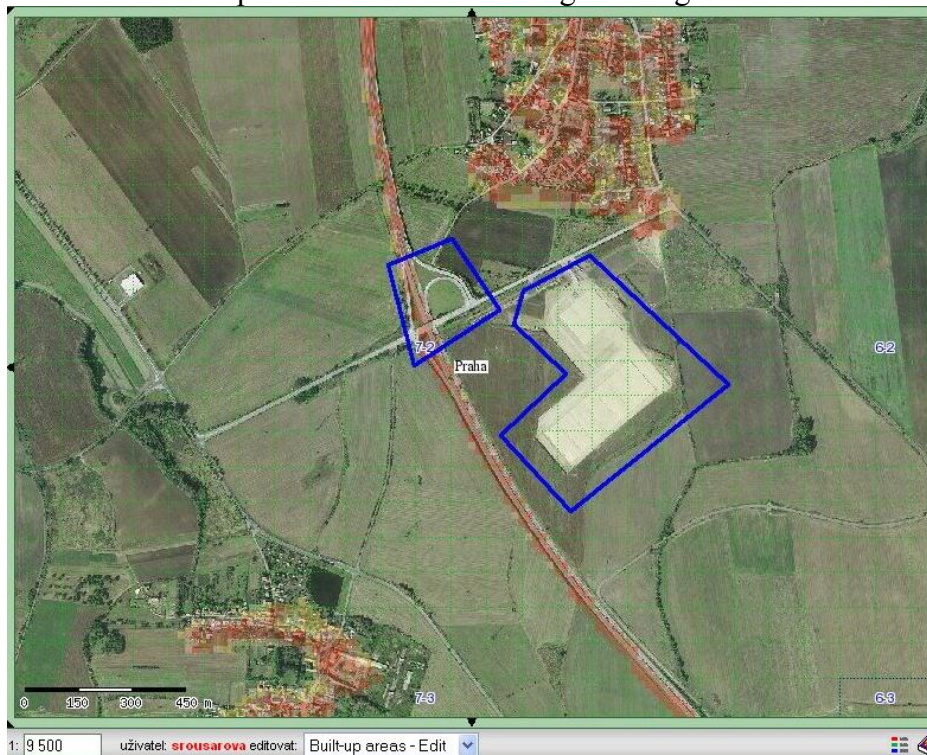 7-2
Praha
6-2
0 150 300 450 m
7-3
6-3
1: 9 500 uživatel: srousarova editovat: Built-up areas - Edit